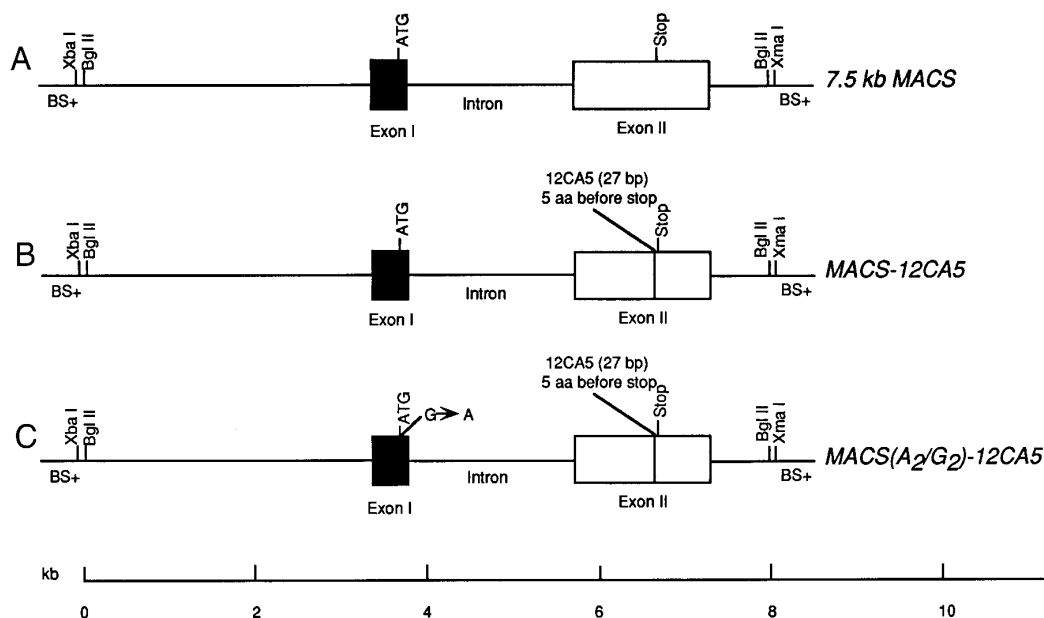 A
Xba I
Bgl II
BS+
ATG
Exon I
Intron
Stop
Exon II
Bgl II
Xma I
BS+
7.5 kb MACS
B
Xba I
Bgl II
BS+
ATG
Exon I
Intron
12CA5 (27 bp)
5 aa before stop
Stop
Exon II
Bgl II
Xma I
BS+
MACS-12CA5
C
Xba I
Bgl II
BS+
ATG
G→A
Exon I
Intron
12CA5 (27 bp)
5 aa before stop
Stop
Exon II
Bgl II
Xma I
BS+
MACS(A2/G2)-12CA5
kb
0 2 4 6 8 10